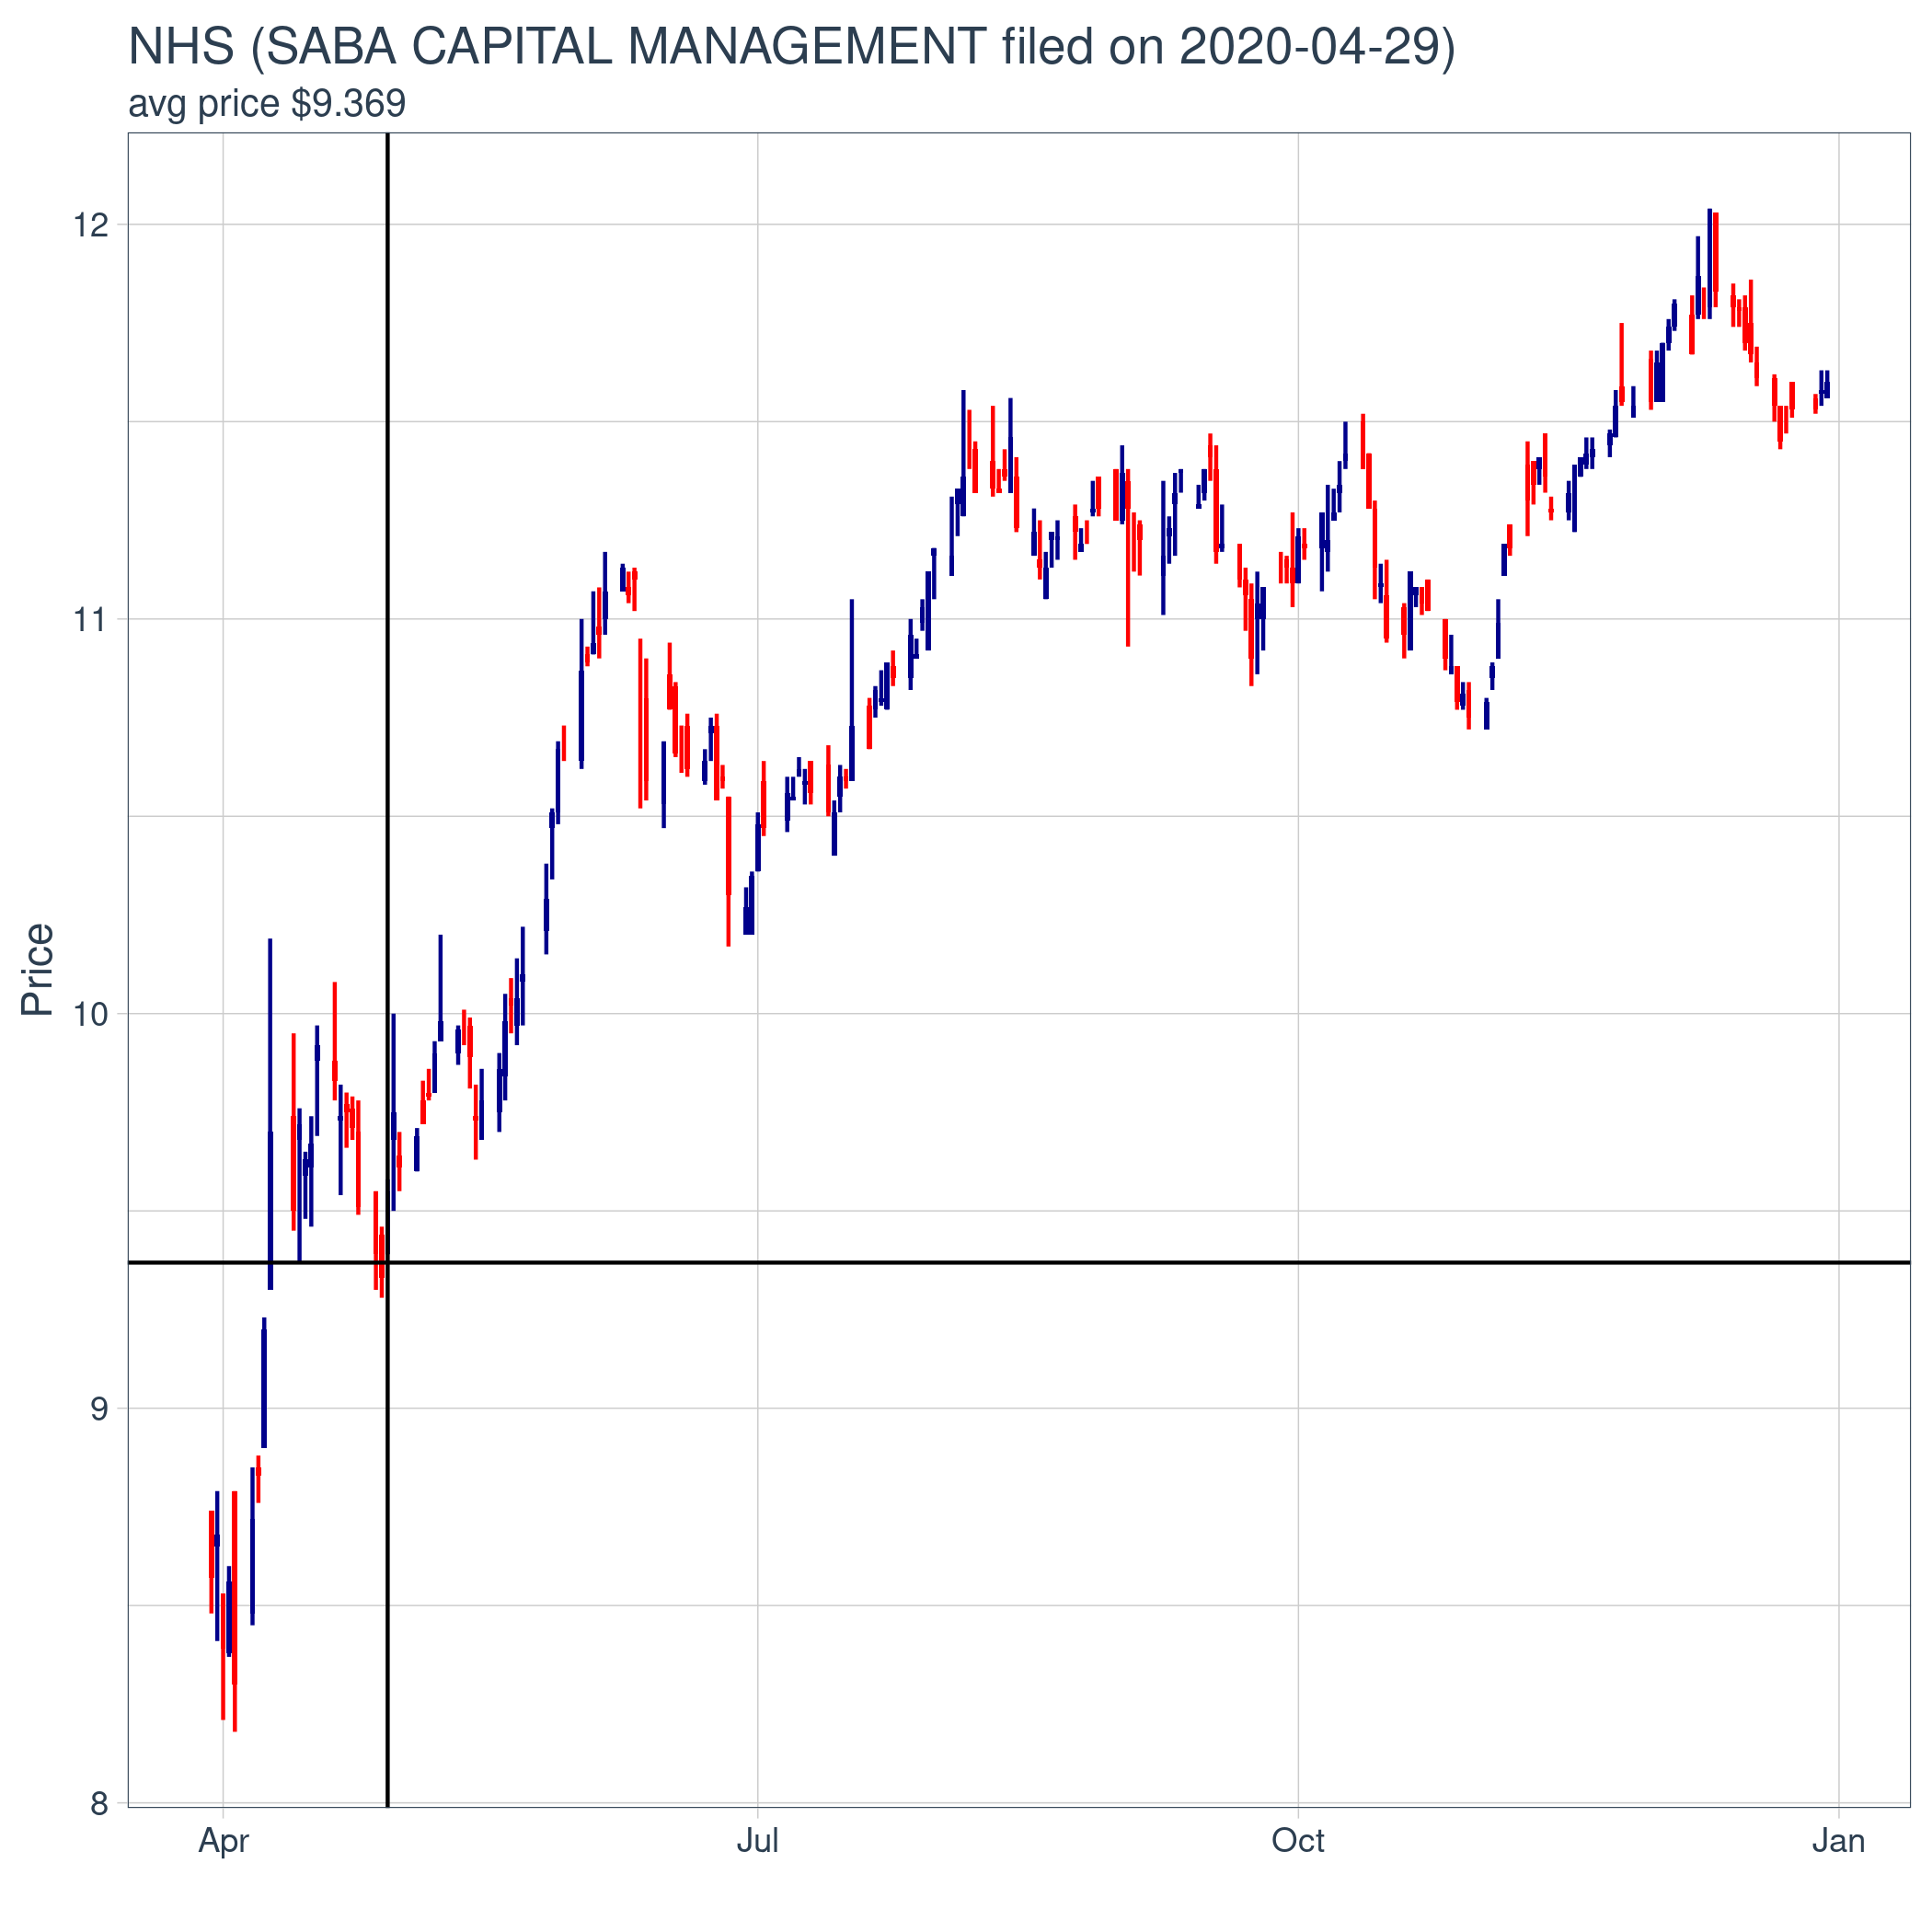 NHS (SABA CAPITAL MANAGEMENT filed on 2020-04-29)
avg price $9.369
12
11
10
9
8
Price
Apr Jul Oct Jan